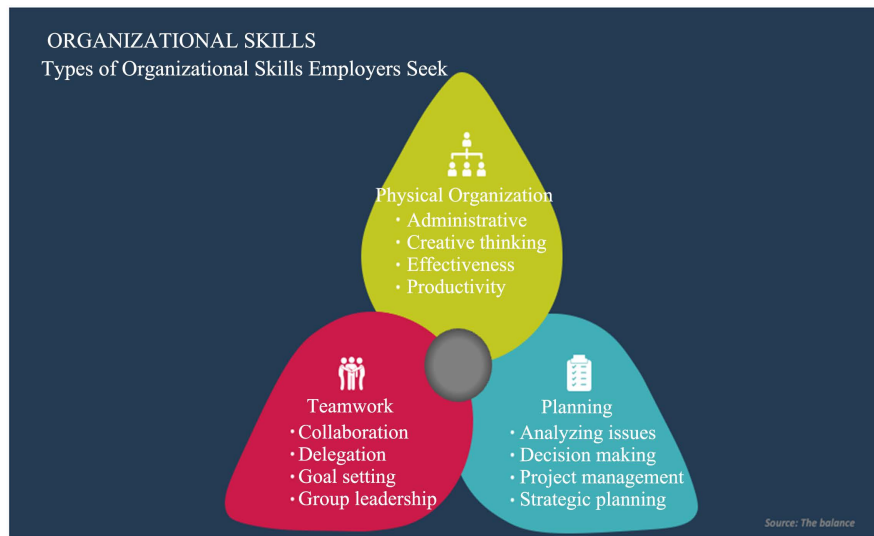 ORGANIZATIONAL SKILLS
Types of Organizational Skills Employers Seek
Physical Organization
• Administrative
• Creative thinking
• Effectiveness
• Productivity
Teamwork
• Collaboration
• Delegation
• Goal setting
• Group leadership
Planning
• Analyzing issues
• Decision making
• Project management
• Strategic planning
Source: The balance